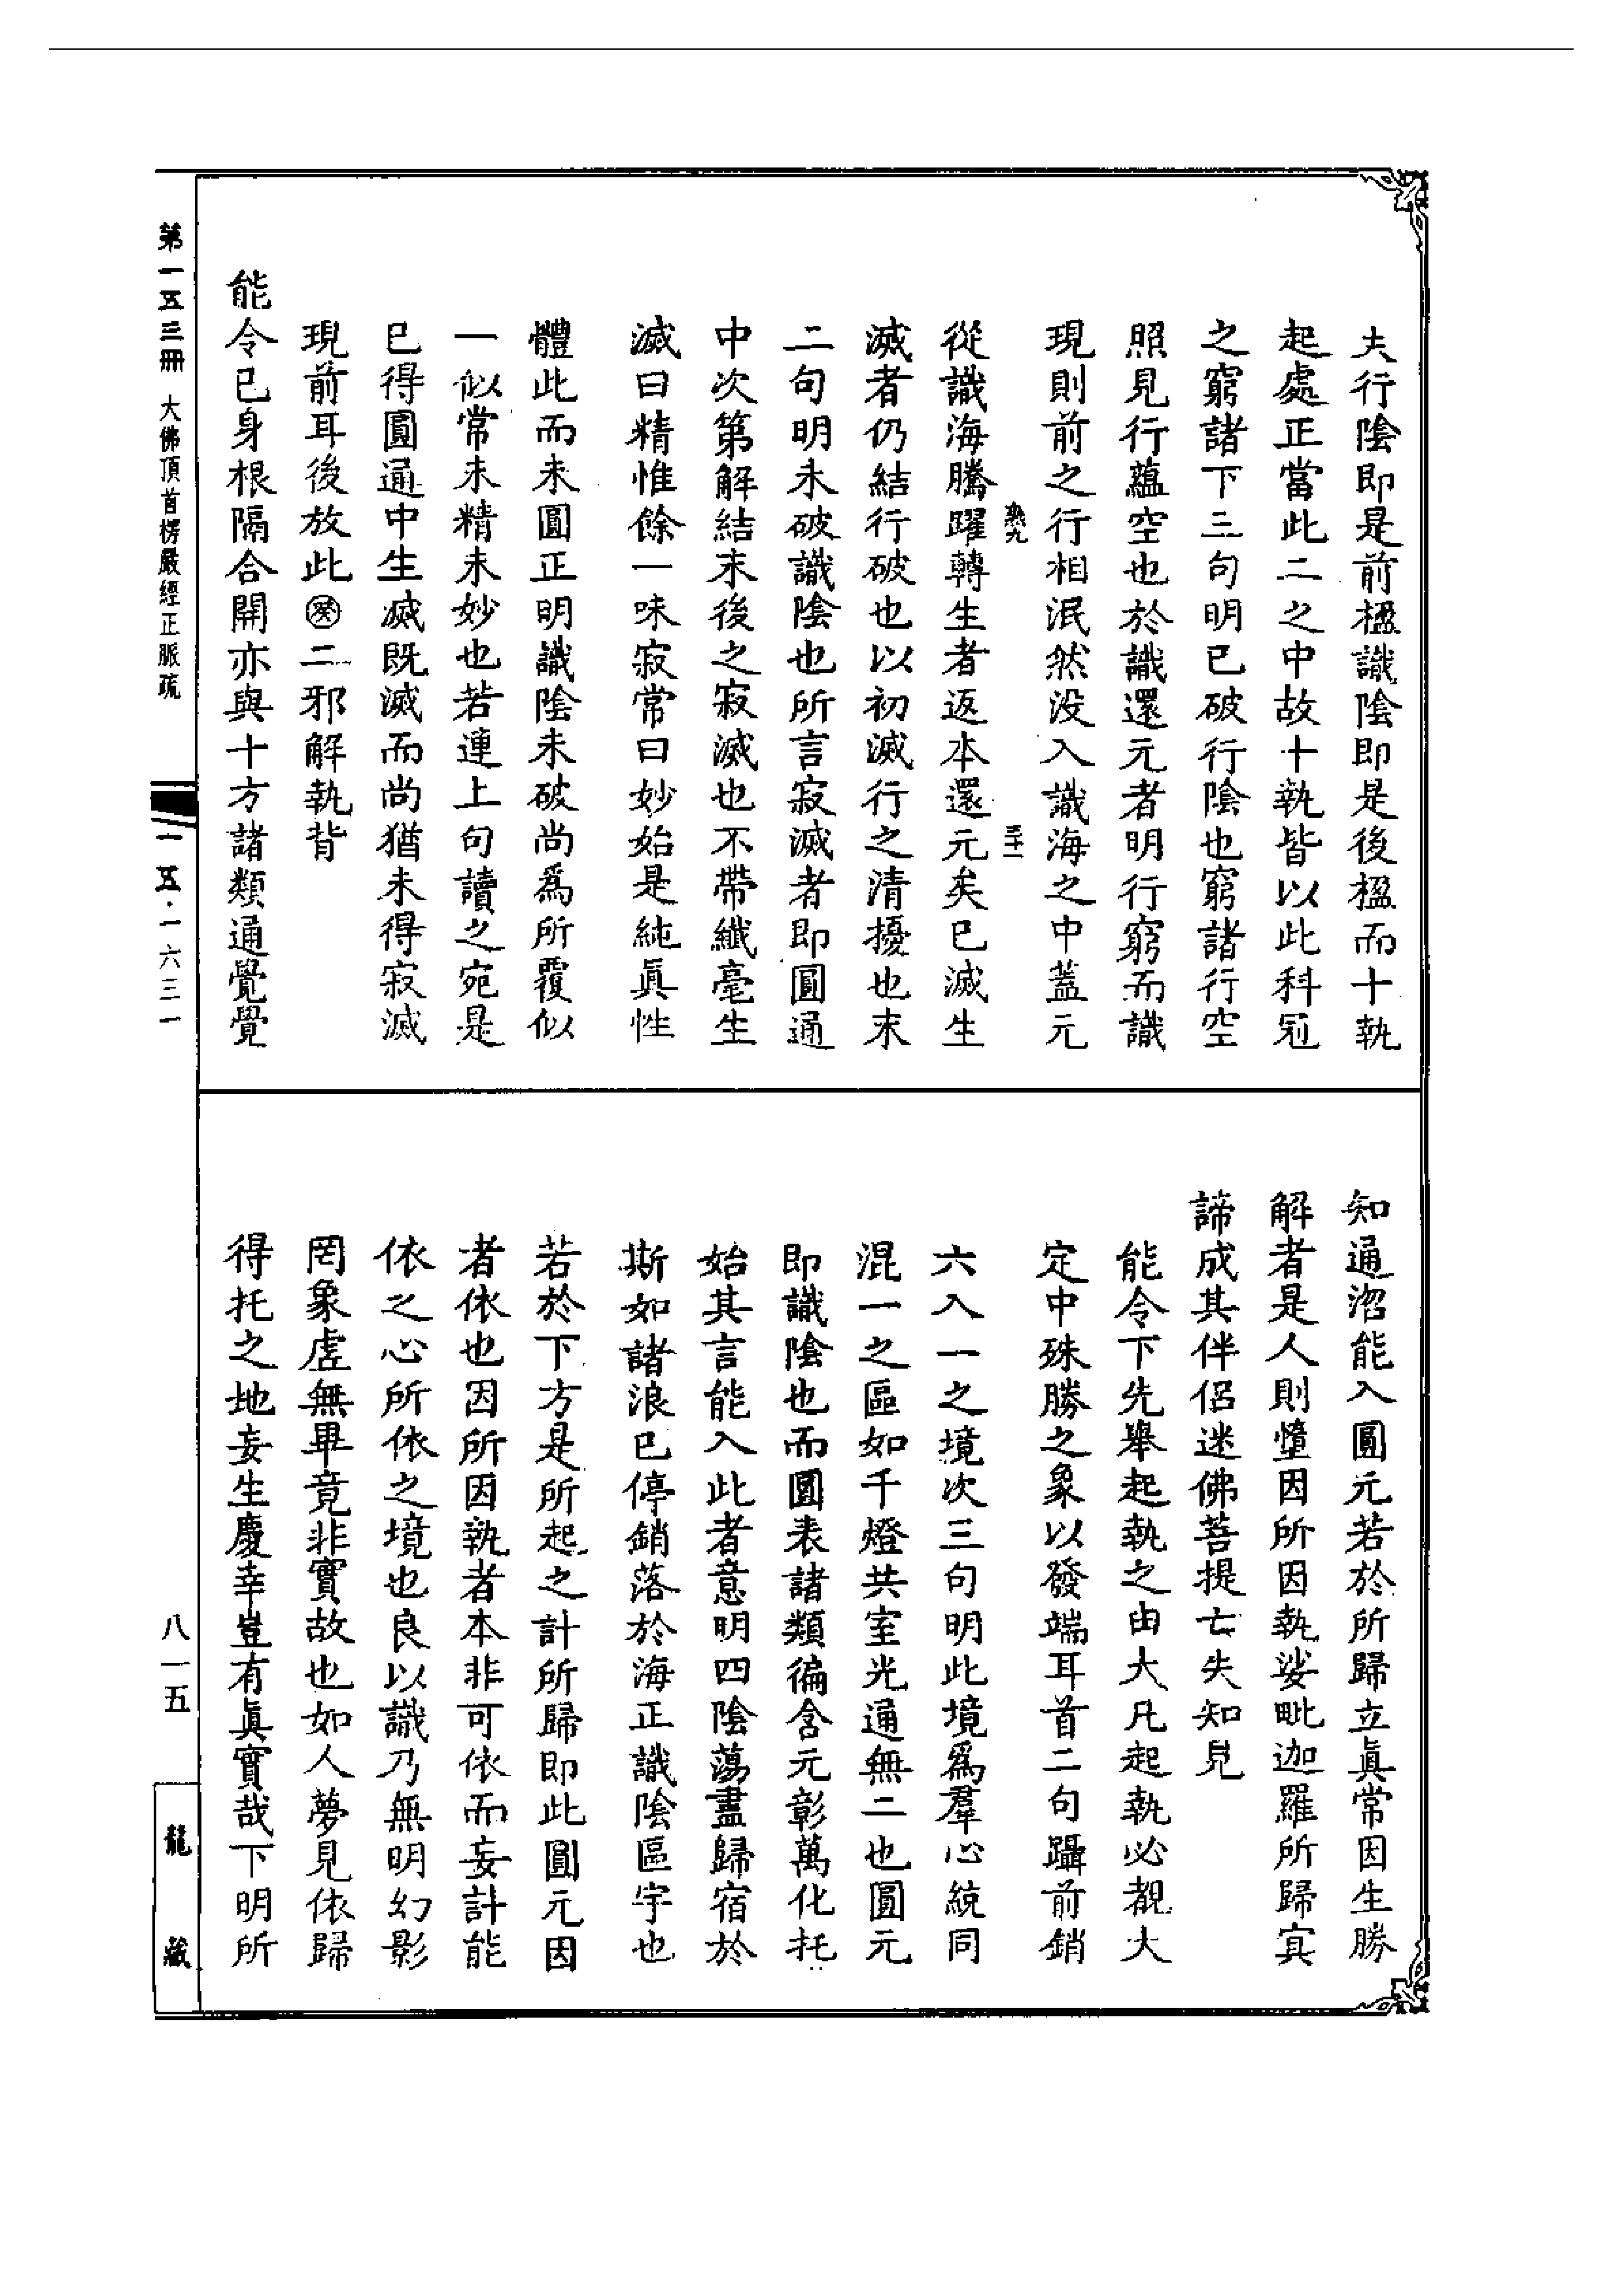 夫行陰即是前楹識陰即是後楹而十執
起處正當此二之中故十執皆以此科冠
之窮諸下三句明已破行陰也窮諸行空
照見行蘊空也於識還元者明行窮而識
現則前之行相泯然没入識海之中蓋元
從識海騰躍轉生者返本還元矣已滅生
滅者仍結行破也以初滅行之清擾也末
二句明未破識陰也所言寂滅者即圓通
中次第解結末後之寂滅也不帶纖毫生
滅曰精惟餘一味寂常曰妙始是純眞性
體此而未圓正明識陰未破尚爲所覆似
一似常未精未妙也若連上句讀之宛是
已得圓通中生滅既滅而尚猶未得寂滅
現前耳後放此㊋二邪解執背
能令已身根隔合開亦與十方諸類通覺覺
知通㳷能入圓元若於所歸立眞常因生勝
解者是人則墮因所因執娑毗迦羅所歸冥
諦成其伴侶迷佛菩提亡失知見
能令下先舉起執之由大凡起執必覩大
定中殊勝之象以發端耳首二句躡前銷
六入一之境次三句明此境爲羣心統同
混一之區如千燈共室光通無二也圓元
即識陰也而圓表諸類徧含元彰萬化托
始其言能入此者意明四陰蕩盡歸宿於
斯如諸浪已停銷落於海正識陰區宇也
若於下方是所起之計所歸即此圓元因
者依也因所因執者本非可依而妄計能
依之心所依之境也良以識乃無明幻影
罔象虛無畢竟非實故也如人夢見依歸
得托之地妄生慶幸豈有眞實哉下明所
第一五三冊 大佛頂首楞嚴經正脈疏
一五·一六三一
八一五
龍藏